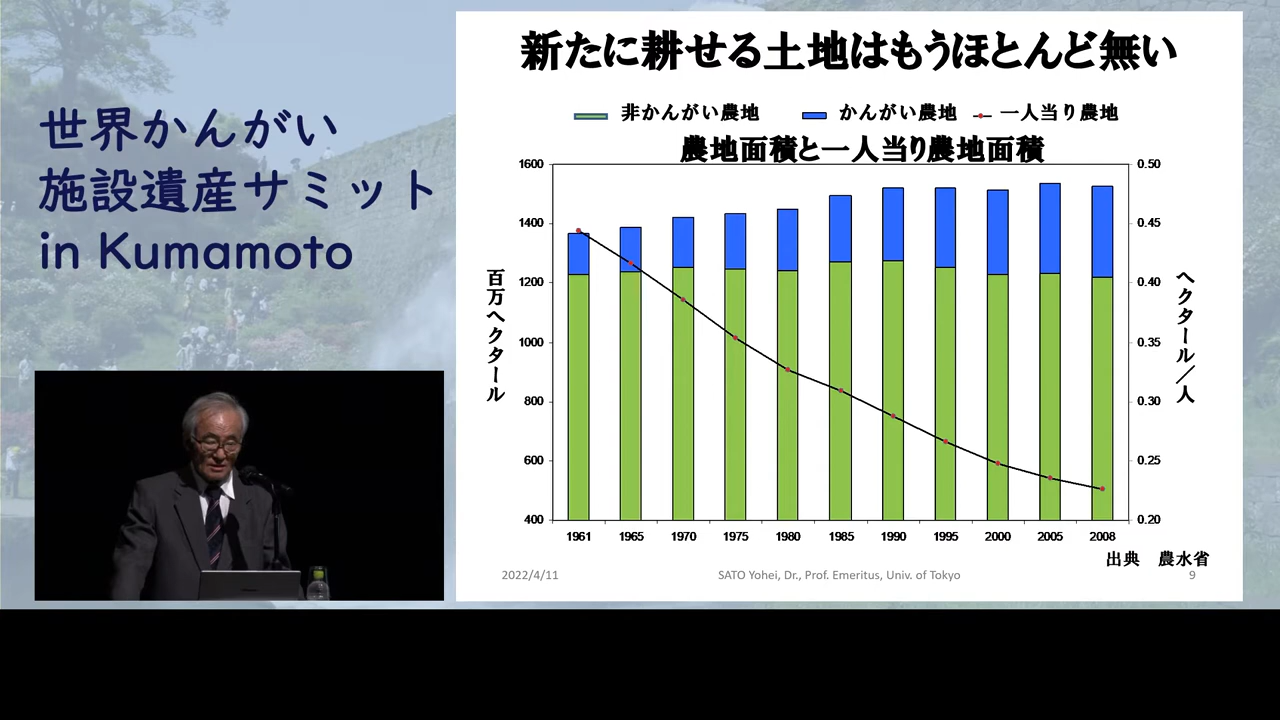 世界かんがい
施設遺産サミット
in Kumamoto
新たに耕せる土地はもうほとんど無い
非かんがい農地 かんがい農地 一人当り農地
農地面積と一人当り農地面積
1600
1400
1200
1000
800
600
400
百万ヘクタール
0.50
0.45
0.40
0.35
0.30
0.25
0.20
ヘクタール/人
1961 1965 1970 1975 1980 1985 1990 1995 2000 2005 2008
出典 農水省
2022/4/11 SATO Yohei, Dr., Prof. Emeritus, Univ. of Tokyo 9